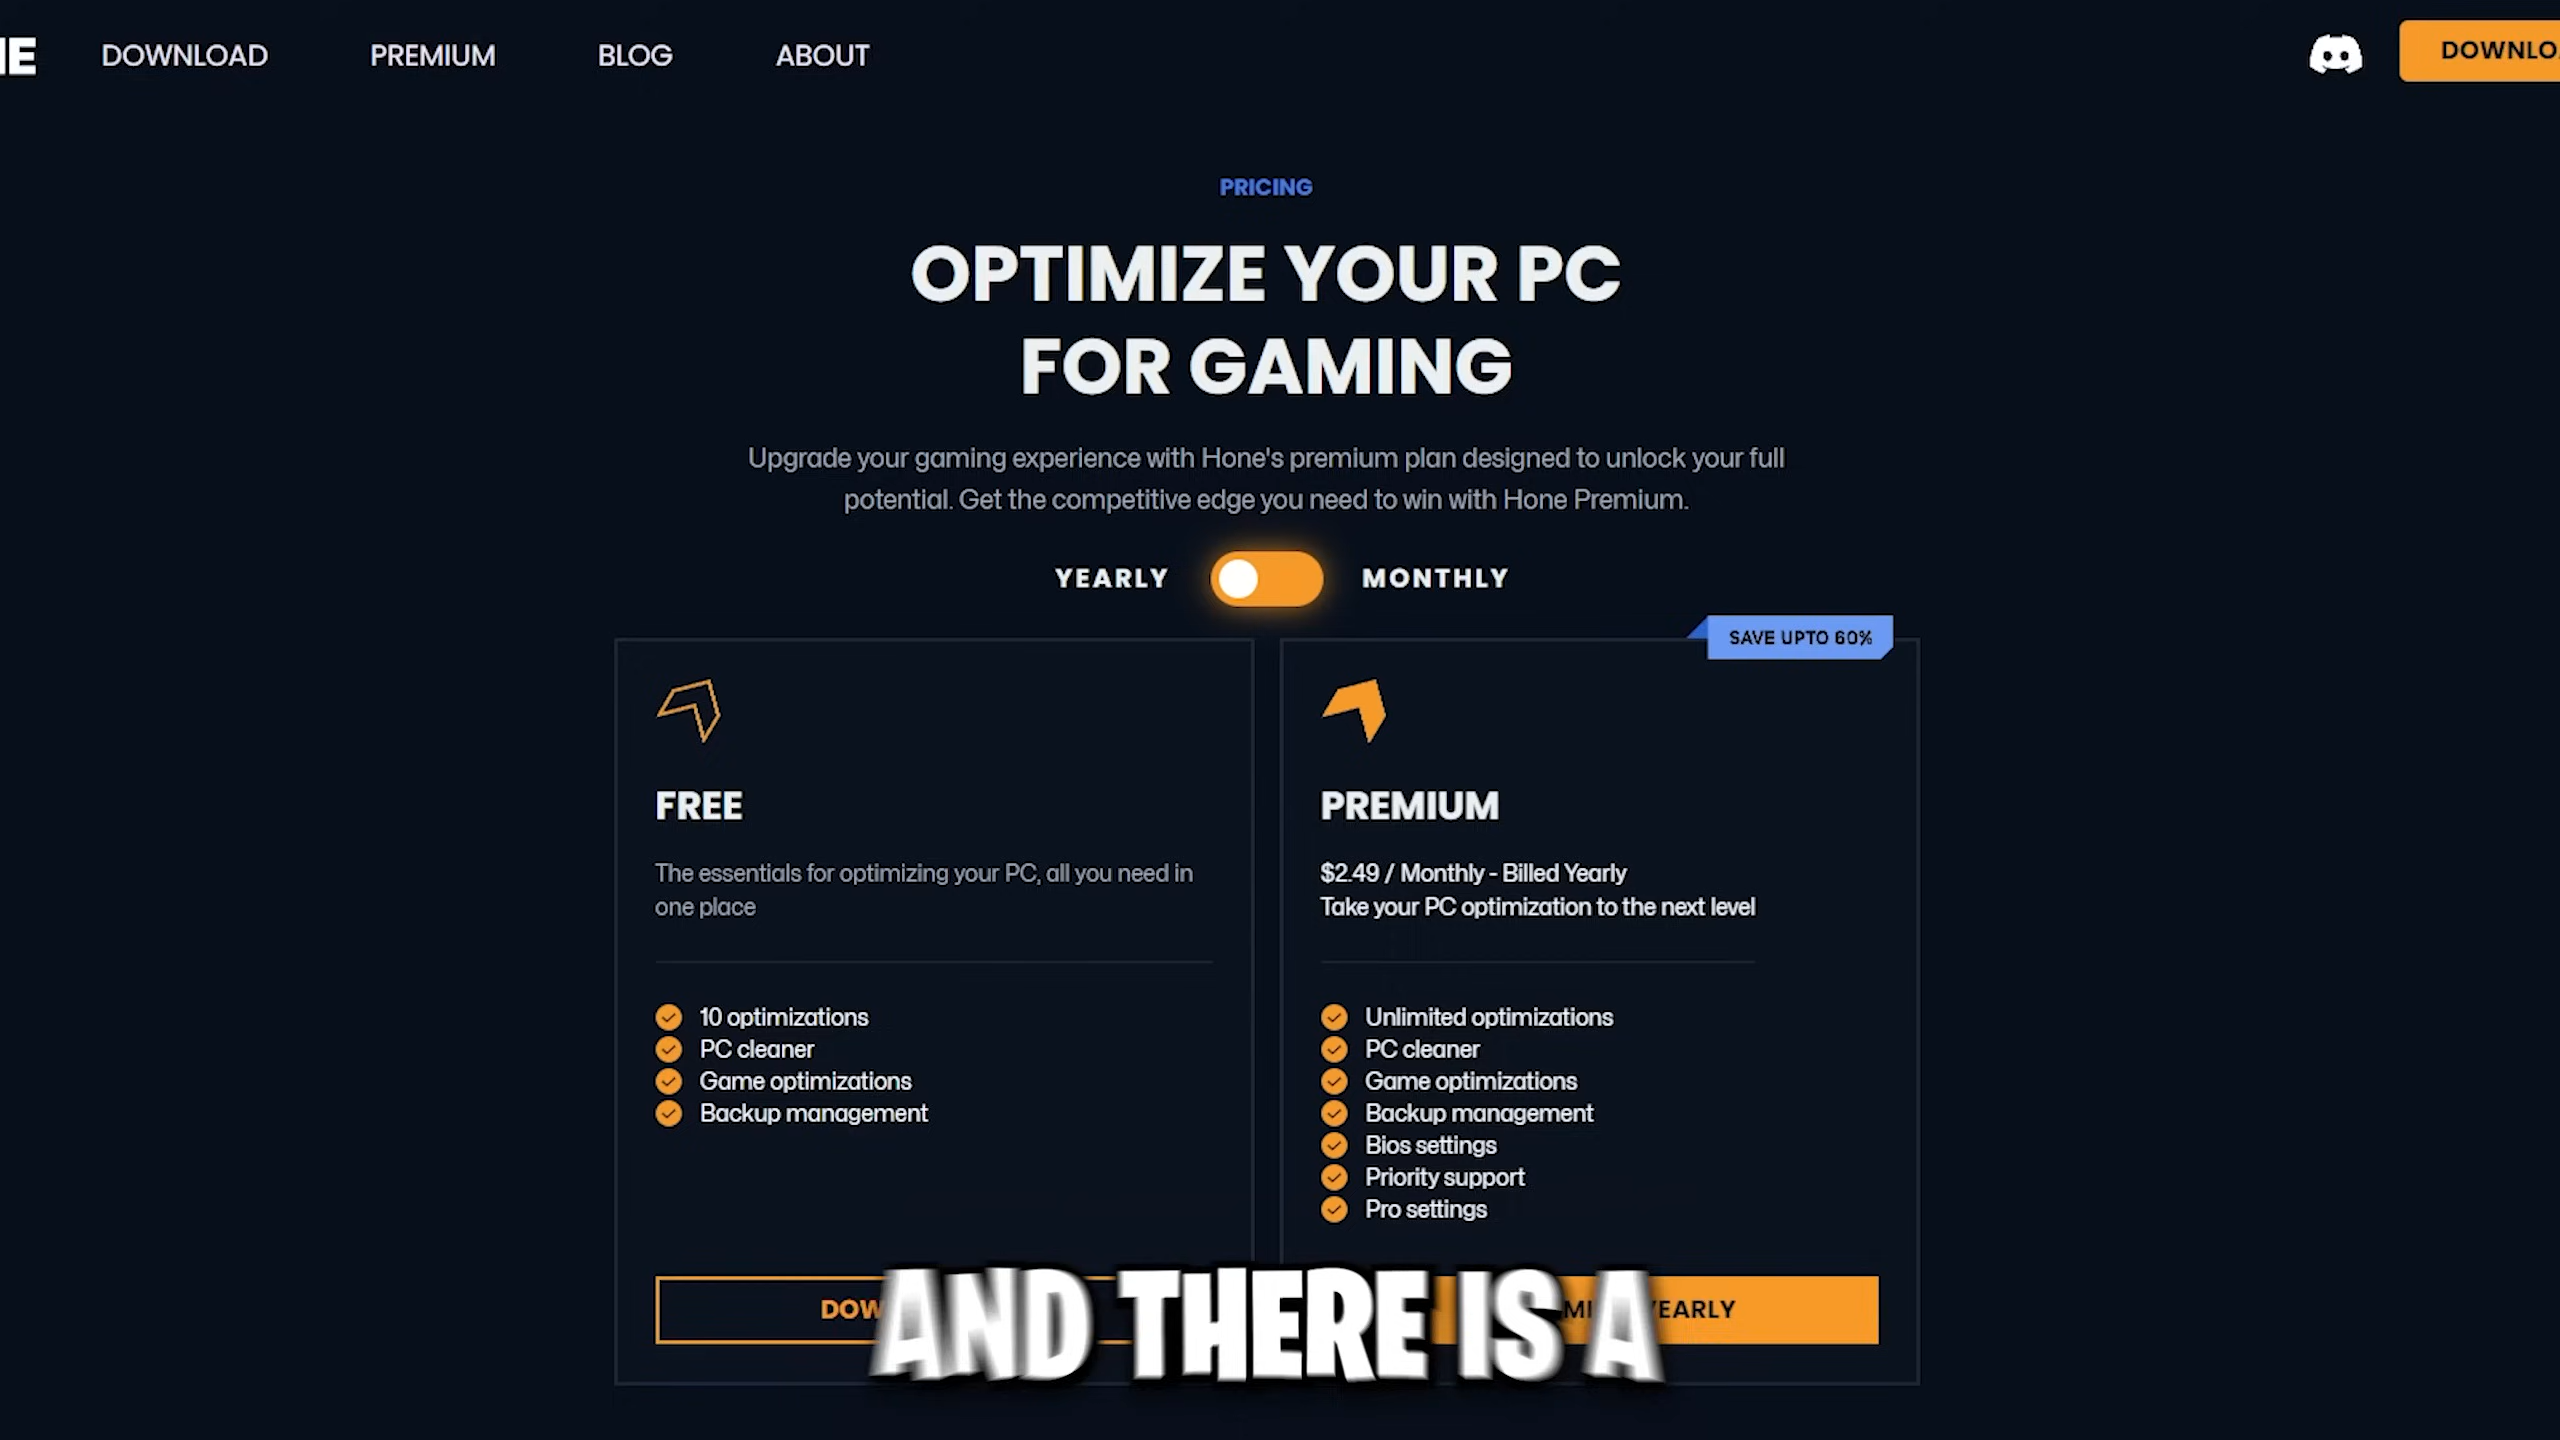 DOWNLOAD PREMIUM BLOG ABOUT
PRICING
OPTIMIZE YOUR PC
FOR GAMING
Upgrade your gaming experience with Hone's premium plan designed to unlock your full
potential. Get the competitive edge you need to win with Hone Premium.
YEARLY MONTHLY
SAVE UPTO 60%
FREE
The essentials for optimizing your PC, all you need in
one place
10 optimizations
PC cleaner
Game optimizations
Backup management
PREMIUM
$2.49 / Monthly - Billed Yearly
Take your PC optimization to the next level
Unlimited optimizations
PC cleaner
Game optimizations
Backup management
Bios settings
Priority support
Pro settings
YEARLY
AND THERE IS A